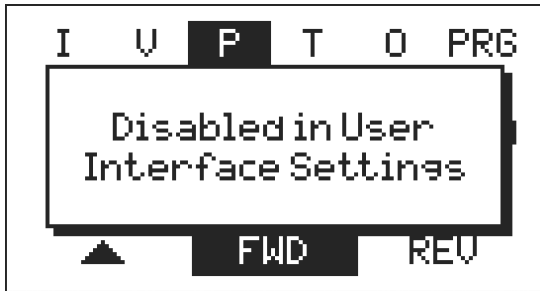 I V P T O PRG
Disabled in User
Interface Settings
FWD REV